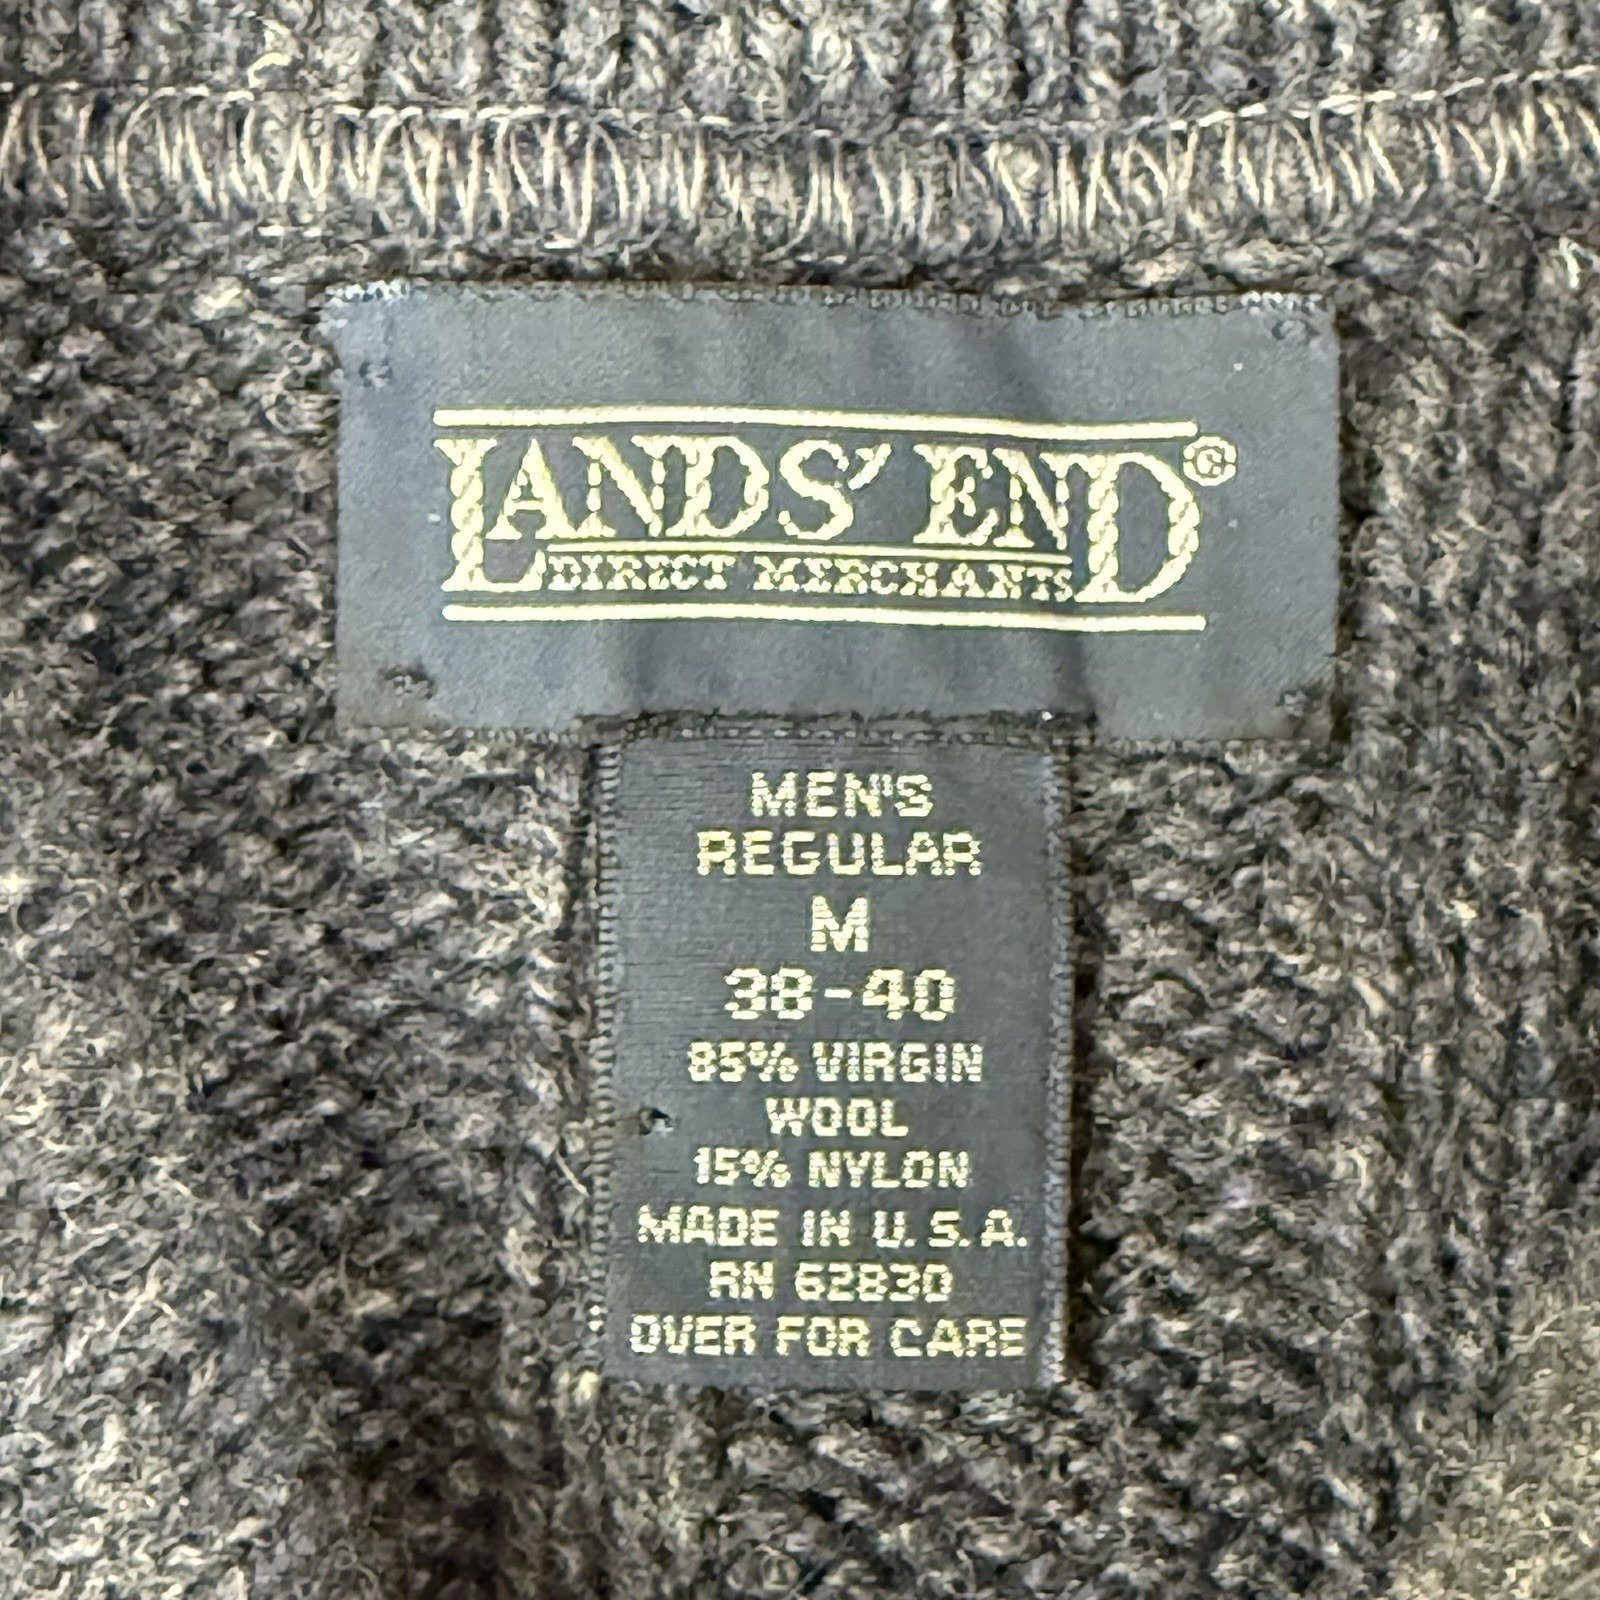 LANDS' END©
DIRECT MERCHANTS
MEN'S
REGULAR
M
38-40
85% VIRGIN
WOOL
15% NYLON
MADE IN U.S.A.
RN 62830
OVER FOR CARE